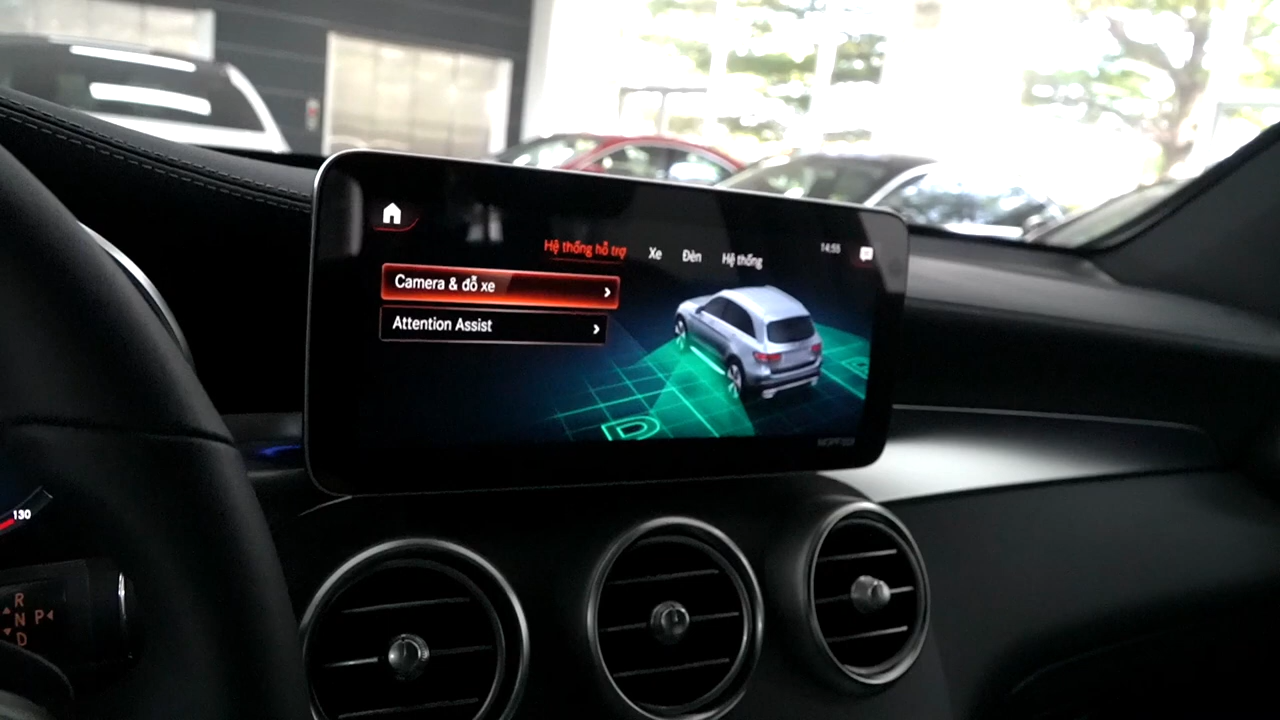 Hệ thống hỗ trợ Xe Đèn Hệ thống 14:55
Camera & đỗ xe
Attention Assist
P
130
R
N P
D